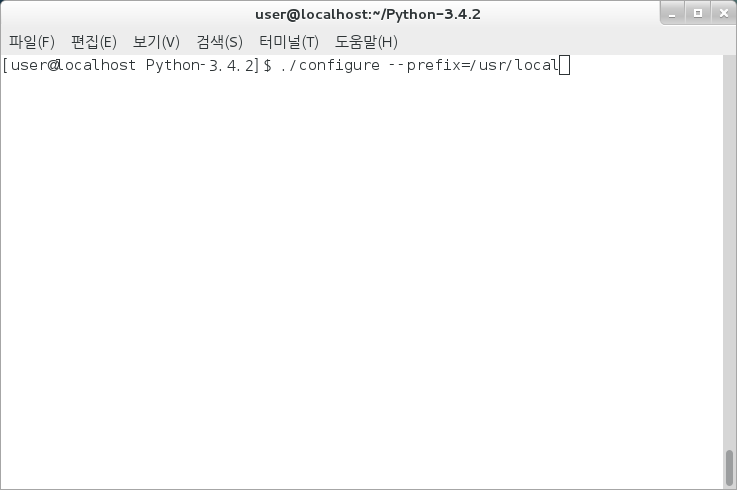 user@localhost:~/Python-3.4.2
파일(F) 편집(E) 보기(V) 검색(S) 터미널(T) 도움말(H)
[user@localhost Python-3.4.2]$ ./configure --prefix=/usr/local